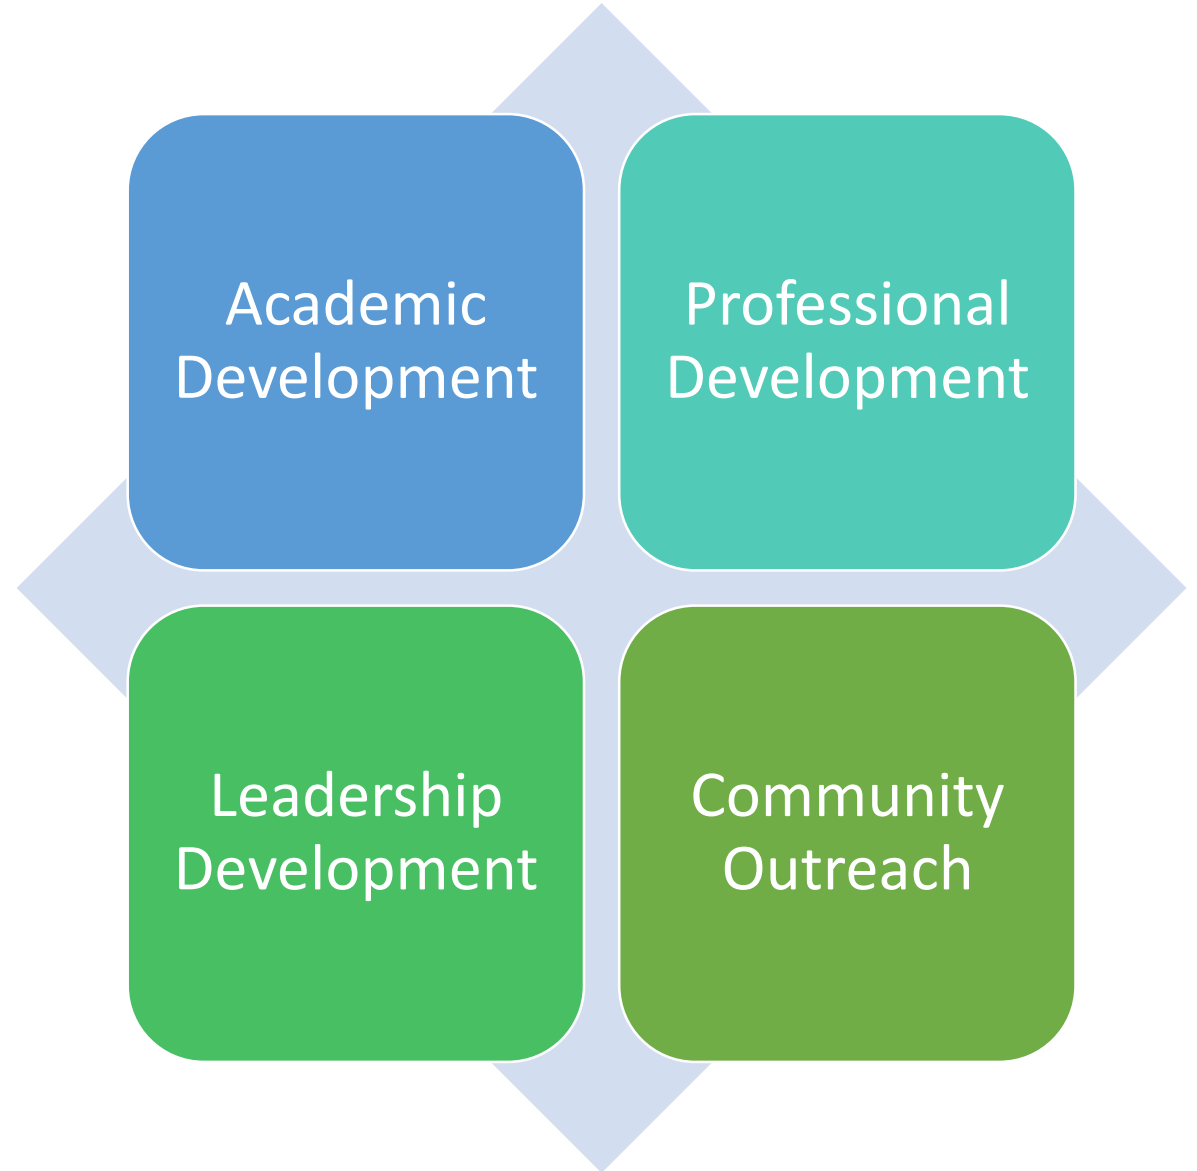 Academic
Development
Professional
Development
Leadership
Development
Community
Outreach